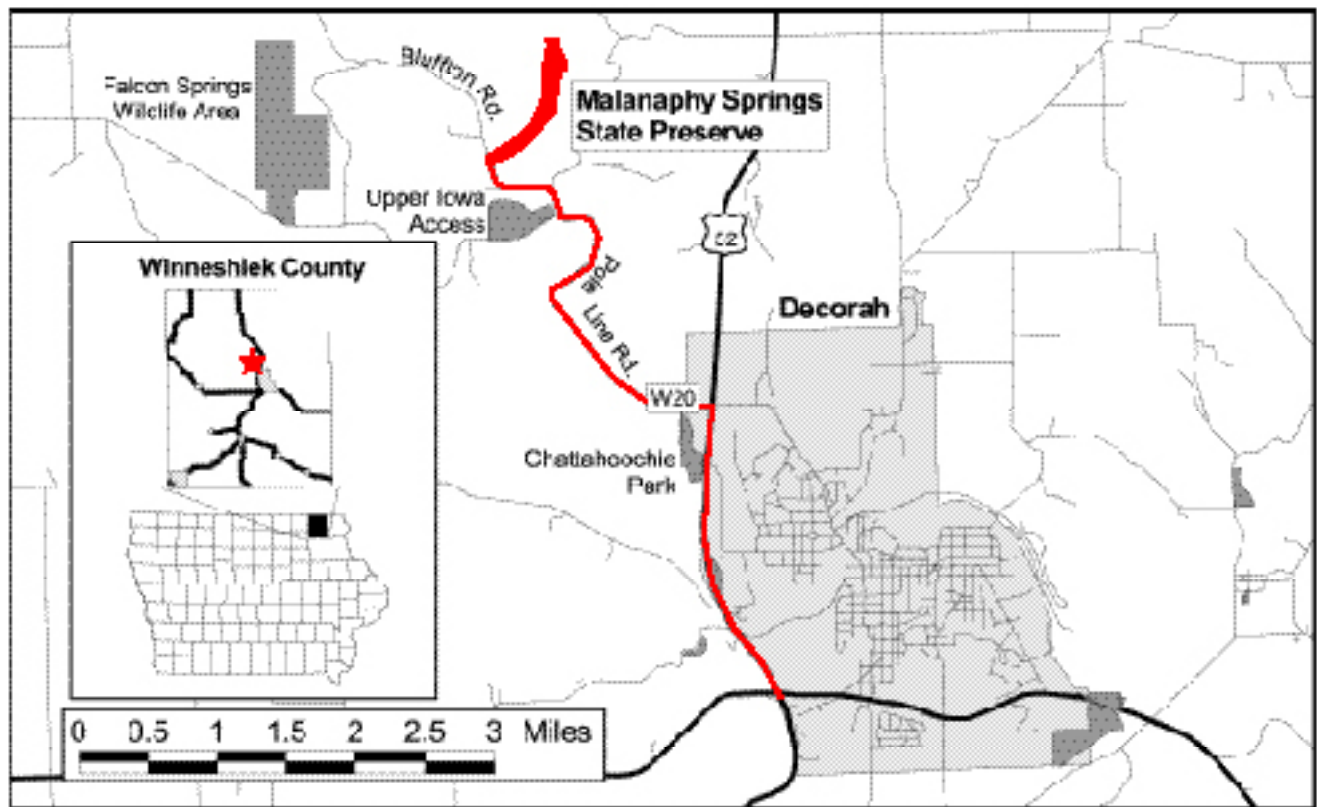 Bluffton Rd.
Falcon Springs
Wildlife Area
Malanaphy Springs
State Preserve
Upper Iowa
Access
52
Winneshiek County
Pole
Line Rd.
Decorah
W20
Chattahoochie
Park
0 0.5 1 1.5 2 2.5 3 Miles